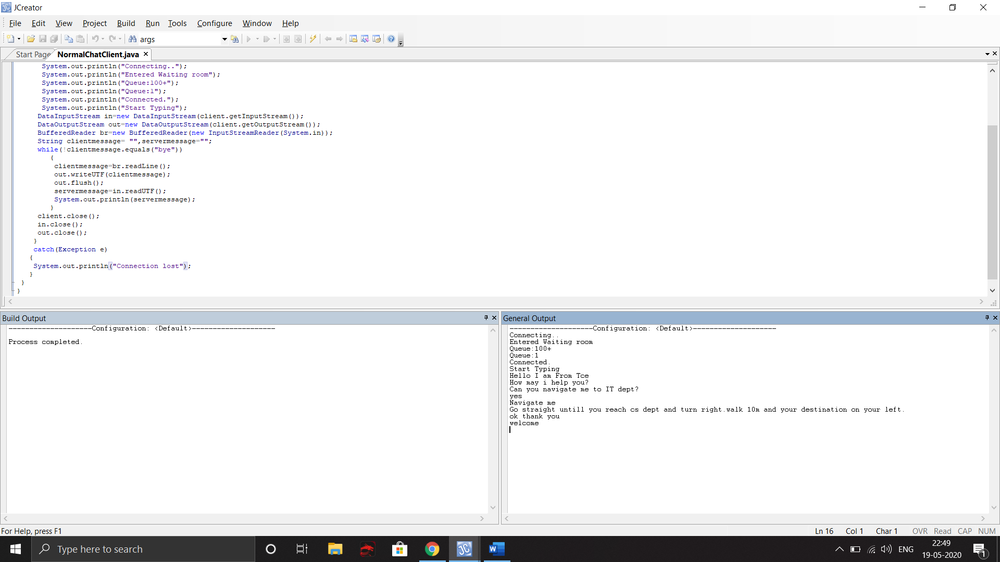 JCreator
File Edit View Project Build Run Tools Configure Window Help
args
Start Page NormalChatClient.java
System.out.println("Connecting..");
System.out.println("Entered Waiting room");
System.out.println("Queue:100+");
System.out.println("Queue:1");
System.out.println("Connected.");
System.out.println("Start Typing");
DataInputStream in=new DataInputStream(client.getInputStream());
DataOutputStream out=new DataOutputStream(client.getOutputStream());
BufferedReader br=new BufferedReader(new InputStreamReader(System.in));
String clientmessage= "",servermessage="";
while(!clientmessage.equals("bye"))
{
clientmessage=br.readLine();
out.writeUTF(clientmessage);
out.flush();
servermessage=in.readUTF();
System.out.println(servermessage);
}
client.close();
in.close();
out.close();
}
catch(Exception e)
{
System.out.println("Connection lost");
}
}
}
Build Output
--------------------Configuration: <Default>--------------------
Process completed.
General Output
--------------------Configuration: <Default>--------------------
Connecting..
Entered Waiting room
Queue:100+
Queue:1
Connected.
Start Typing
Hello I am From Tce
How may i help you?
Can you navigate me to IT dept?
yes
Navigate me
Go straight untill you reach cs dept and turn right.walk 10m and your destination on your left.
ok thank you
welcome
For Help, press F1
Ln 16 Col 1 Char 1 OVR Read CAP NUM
Type here to search
ENG
22:49
19-05-2020
1